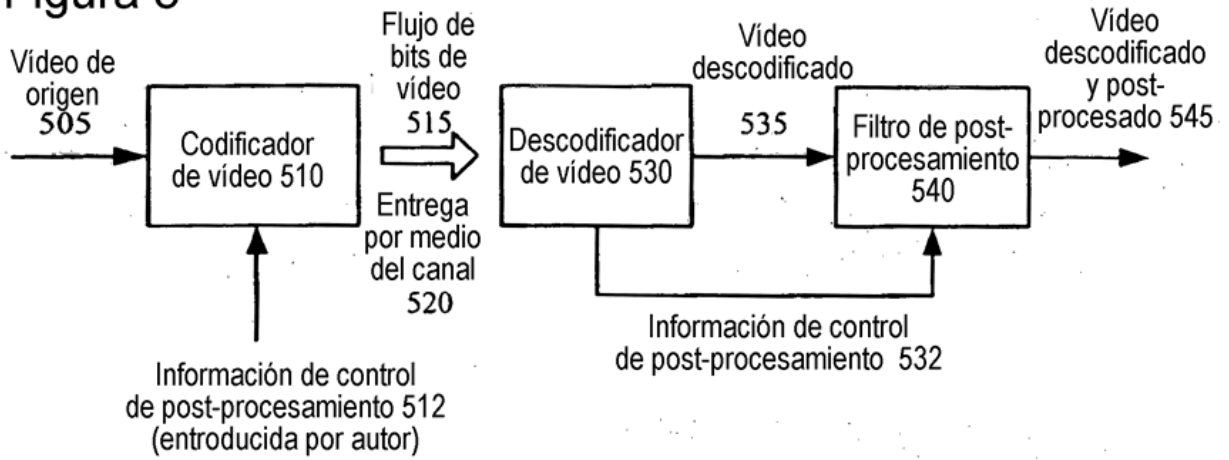 Figura
Vídeo de
origen
505
Codificador
de vídeo 510
Información de control
de post-procesamiento 512
(entroducida por autor)
Flujo de
bits de
vídeo
515
Entrega
por medio
del canal
520
Descodificador
de vídeo 530
Vídeo
descodificado
535
Información de control
de post-procesamiento 532
Filtro de post-
procesamiento
540
Vídeo
descodificado
y post-
procesado 545